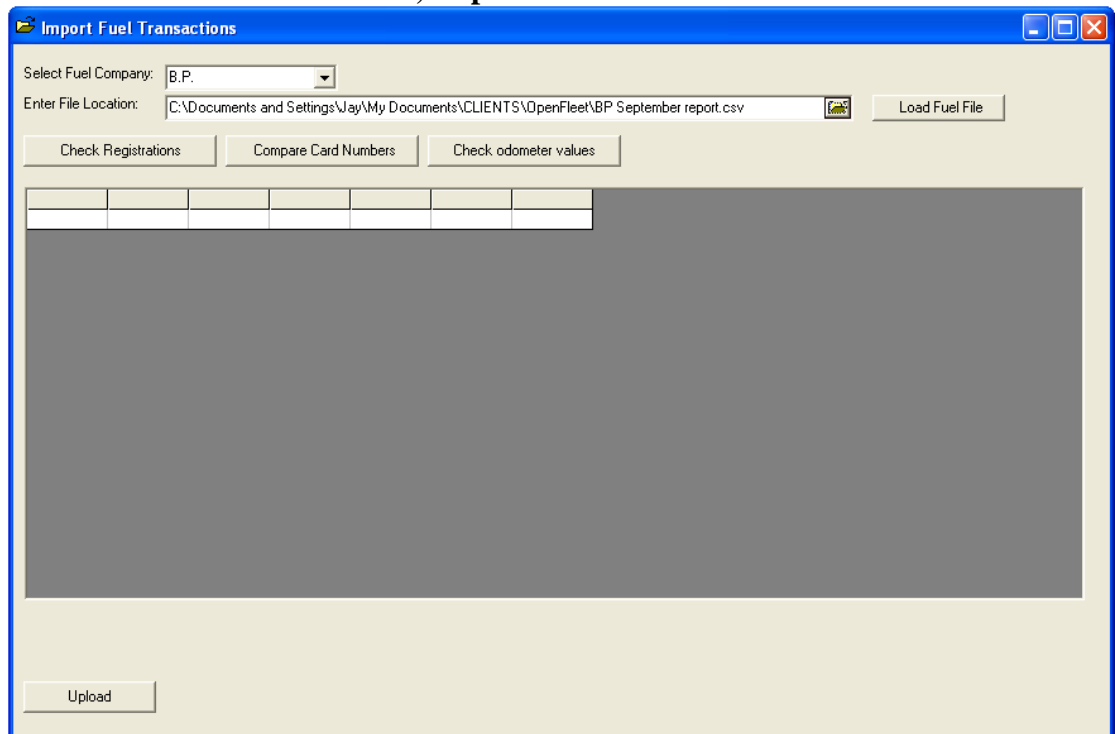 Import Fuel Transactions
Select Fuel Company: B.P.
Enter File Location: C:\Documents and Settings\Jay\My Documents\CLIENTS\OpenFleet\BP September report.csv Load Fuel File
Check Registrations Compare Card Numbers Check odometer values
Upload